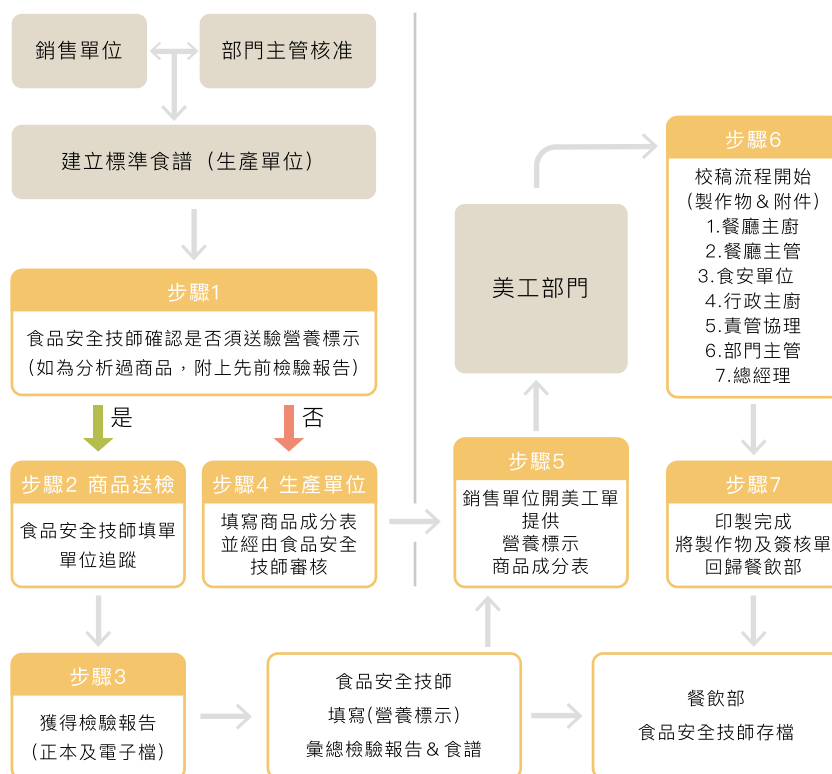 銷售單位
部門主管核准
建立標準食譜（生產單位）
步驟1
食品安全技師確認是否須送驗營養標示
(如為分析過商品，附上先前檢驗報告)
是
否
步驟2 商品送檢
食品安全技師填單
單位追蹤
步驟4 生產單位
填寫商品成分表
並經由食品安全
技師審核
步驟3
獲得檢驗報告
(正本及電子檔)
食品安全技師
填寫(營養標示)
彙總檢驗報告＆食譜
步驟5
銷售單位開美工單
提供
營養標示
商品成分表
美工部門
步驟6
校稿流程開始
(製作物＆附件)
1.餐廳主廚
2.餐廳主管
3.食安單位
4.行政主廚
5.責管協理
6.部門主管
7.總經理
步驟7
印製完成
將製作物及簽核單
回歸餐飲部
餐飲部
食品安全技師存檔